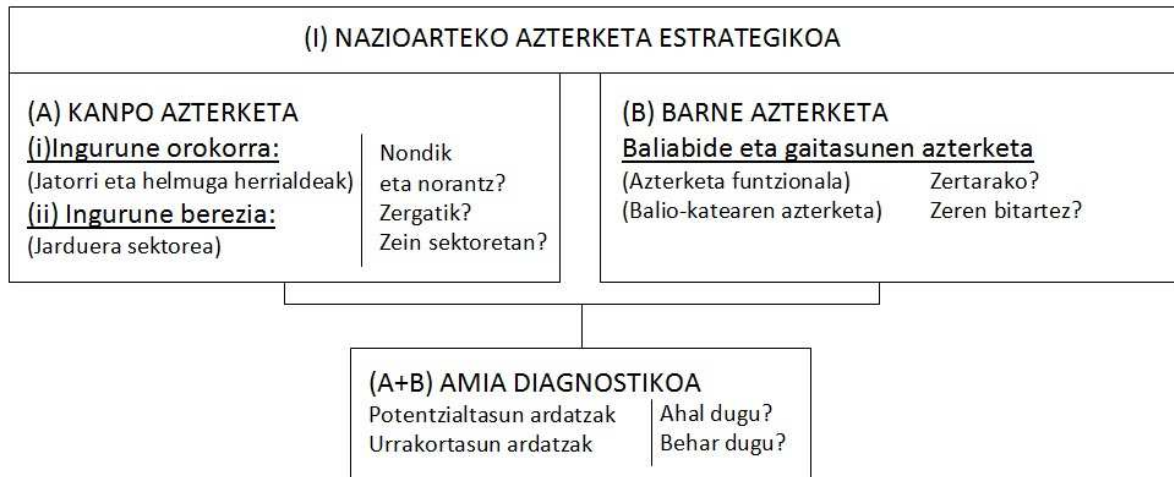 (I) NAZIOARTEKO AZTERKETA ESTRATEGIKOA
(A) KANPO AZTERKETA
(i)Ingurune orokorra:
(Jatorri eta helmuga herrialdeak)
(ii) Ingurune berezia:
(Jarduera sektorea)
Nondik
eta norantz?
Zergatik?
Zein sektoretan?
(B) BARNE AZTERKETA
Baliabide eta gaitasunen azterketa
(Azterketa funtzionala) Zertarako?
(Balio-katearen azterketa) Zeren bitartez?
(A+B) AMIA DIAGNOSTIKOA
Potentzialtasun ardatzak
Urrakortasun ardatzak
Ahal dugu?
Behar dugu?